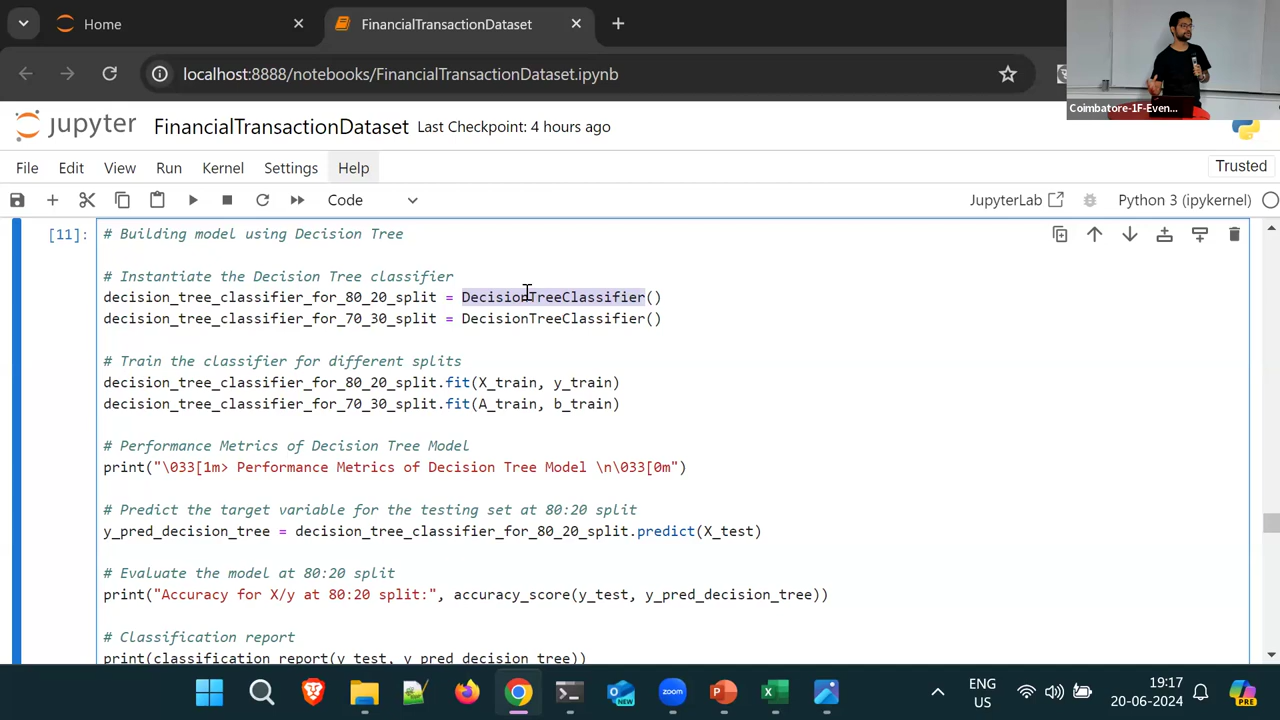 Home
FinancialTransactionDataset
localhost:8888/notebooks/FinancialTransactionDataset.ipynb
Coimbatore-1F-Even...
jupyter FinancialTransactionDataset Last Checkpoint: 4 hours ago
File Edit View Run Kernel Settings Help Trusted
Code JupyterLab Python 3 (ipykernel)
[11]: # Building model using Decision Tree
# Instantiate the Decision Tree classifier
decision_tree_classifier_for_80_20_split = DecisionTreeClassifier()
decision_tree_classifier_for_70_30_split = DecisionTreeClassifier()
# Train the classifier for different splits
decision_tree_classifier_for_80_20_split.fit(X_train, y_train)
decision_tree_classifier_for_70_30_split.fit(A_train, b_train)
# Performance Metrics of Decision Tree Model
print("\033[1m> Performance Metrics of Decision Tree Model \n\033[0m")
# Predict the target variable for the testing set at 80:20 split
y_pred_decision_tree = decision_tree_classifier_for_80_20_split.predict(X_test)
# Evaluate the model at 80:20 split
print("Accuracy for X/y at 80:20 split:", accuracy_score(y_test, y_pred_decision_tree))
# Classification report
print(classification_report(y_test, y_pred_decision_tree))
ENG
US
19:17
20-06-2024
zoom
NEW
PRE